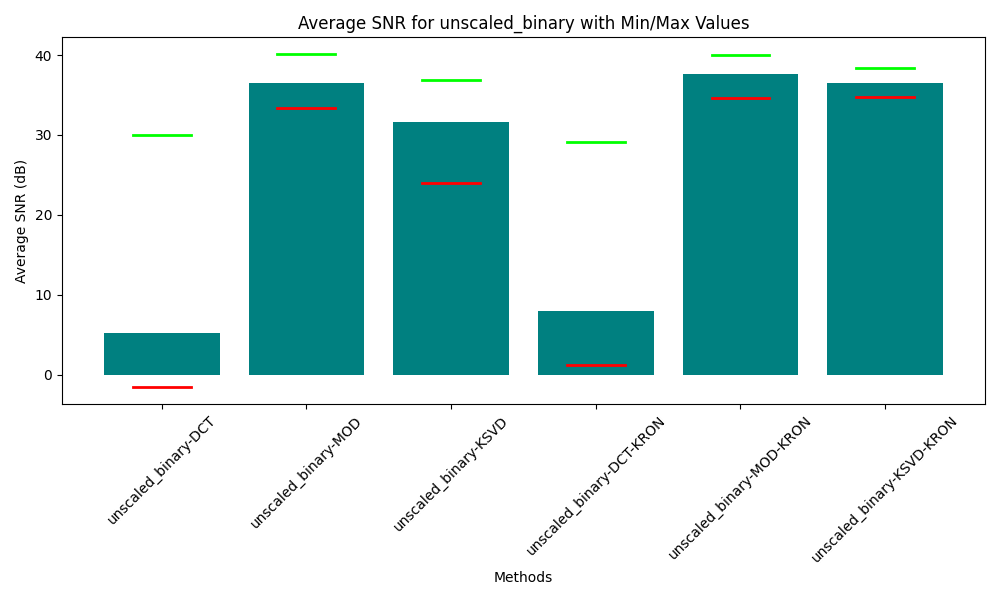 Average SNR for unscaled_binary with Min/Max Values
Average SNR (dB)
40
30
20
10
0
unscaled_binary-DCT
unscaled_binary-MOD
unscaled_binary-KSVD
unscaled_binary-DCT-KRON
unscaled_binary-MOD-KRON
unscaled_binary-KSVD-KRON
Methods